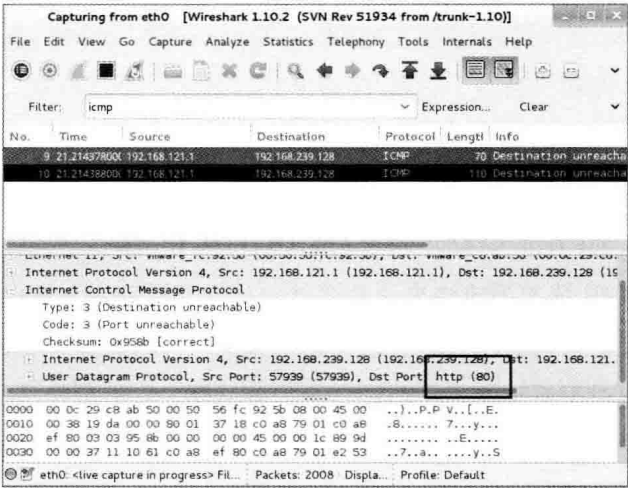 Capturing from eth0 [Wireshark 1.10.2 (SVN Rev 51934 from /trunk-1.10)]
File Edit View Go Capture Analyze Statistics Telephony Tools Internals Help
Filter: icmp Expression... Clear
No. Time Source Destination Protocol Lengtl Info
9 21.21437800( 192.168.121.1 192.168.239.128 ICMP 70 Destination unreacha
10 21.21438800( 192.168.121.1 192.168.239.128 ICMP 110 Destination unreacha
Internet Protocol Version 4, Src: 192.168.121.1 (192.168.121.1), Dst: 192.168.239.128 (19
Internet Control Message Protocol
Type: 3 (Destination unreachable)
Code: 3 (Port unreachable)
Checksum: 0x958b [correct]
Internet Protocol Version 4, Src: 192.168.239.128 (192.168.239.128), Dst: 192.168.121.
User Datagram Protocol, Src Port: 57939 (57939), Dst Port: http (80)
0000 00 0c 29 c8 ab 50 00 50 56 fc 92 5b 08 00 45 00 ..)..P.P V..[..E.
0010 00 38 19 da 00 00 80 01 37 18 c0 a8 79 01 c0 a8 .8...... 7...y...
0020 ef 80 03 03 95 8b 00 00 00 00 45 00 00 1c 89 9d ........ ..E.....
0030 00 00 37 11 10 61 c0 a8 ef 80 c0 a8 79 01 e2 53 ..7..a.. ....y..S
eth0: <live capture in progress> Fil... Packets: 2008 Displa... Profile: Default